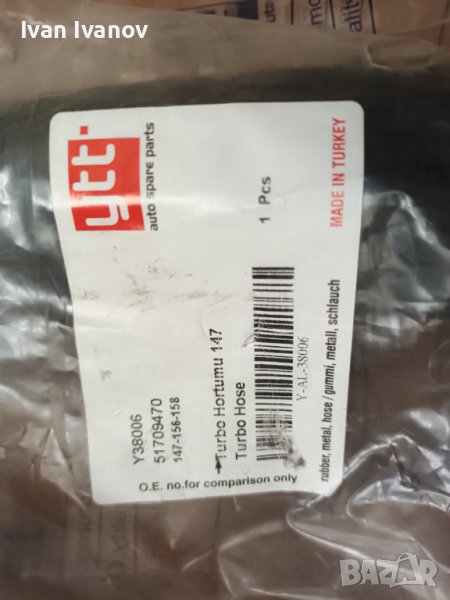 Ivan Ivanov
ytt
auto spare parts
1 Pcs
MADE IN TURKEY
Y38006
51709470
147-156-158
Turbo Hortumu 147
Turbo Hose
Y-AL-38006
rubber, metal, hose / gummi, metall, schlauch
O.E. no.for comparison only
BAZAR